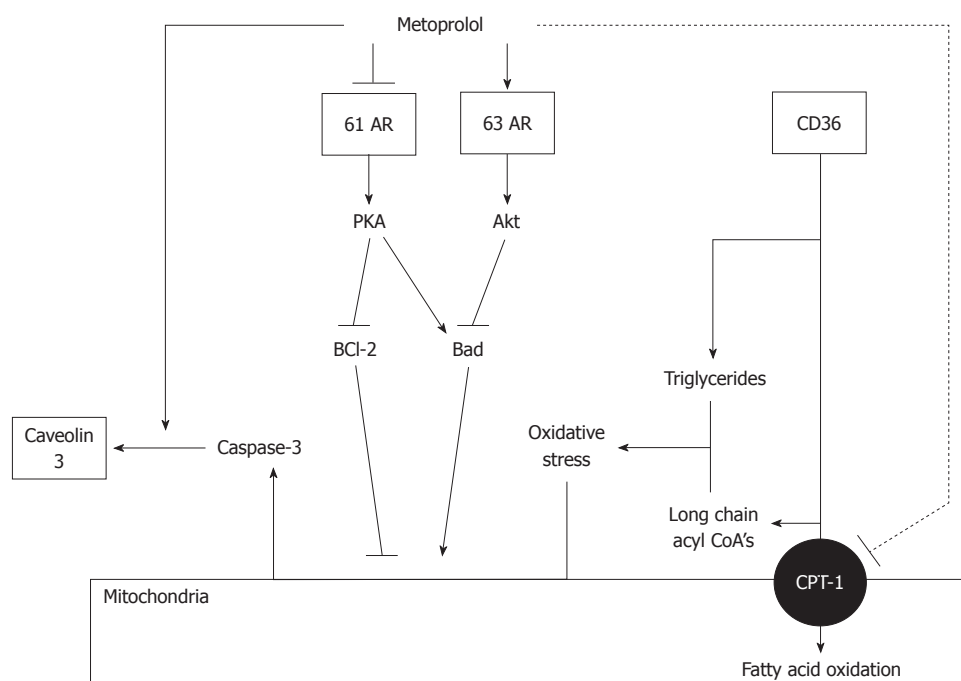 Metoprolol
61 AR
63 AR
CD36
PKA
Akt
BCl-2
Bad
Triglycerides
Caveolin
3
Caspase-3
Oxidative
stress
Long chain
acyl CoA's
Mitochondria
CPT-1
Fatty acid oxidation